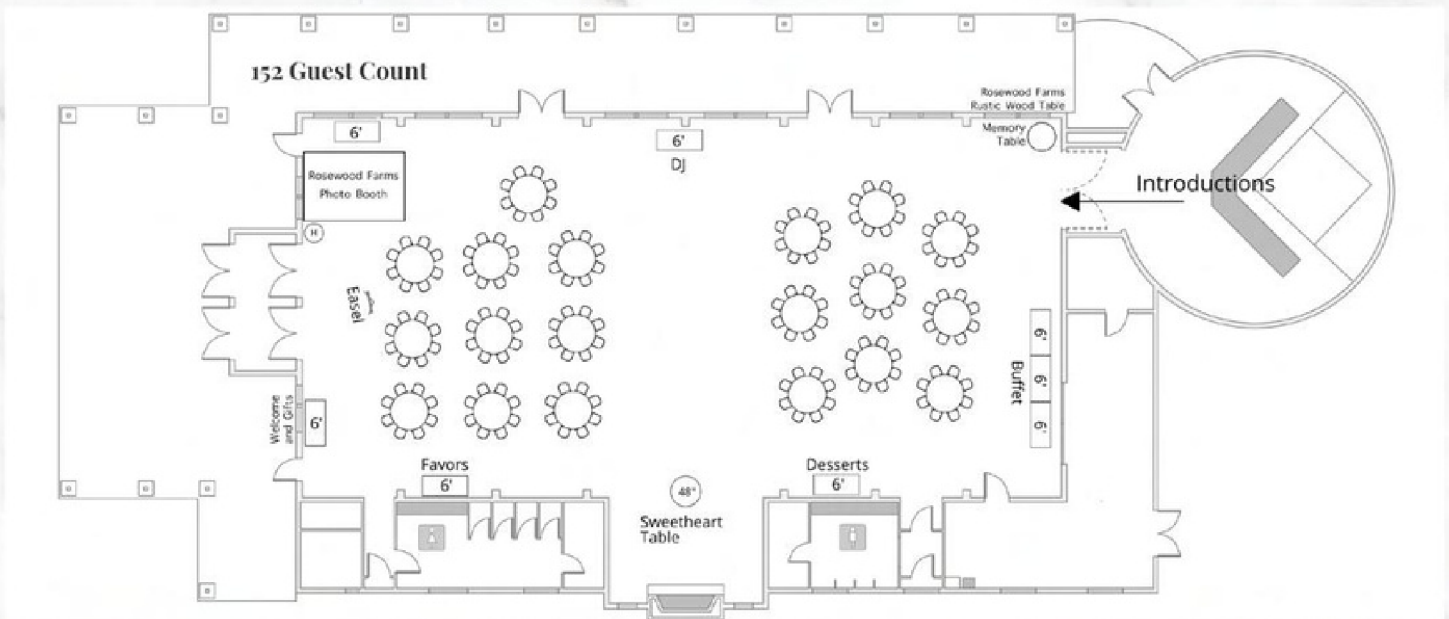 152 Guest Count
Rosewood Farms
Rustic Wood Table
6'
6'
DJ
Memory
Table
Rosewood Farms
Photo Booth
Introductions
H
Easel
6'
6'
6'
Buffet
Welcome
and Gifts
6'
Favors
6'
Desserts
6'
48"
Sweetheart
Table